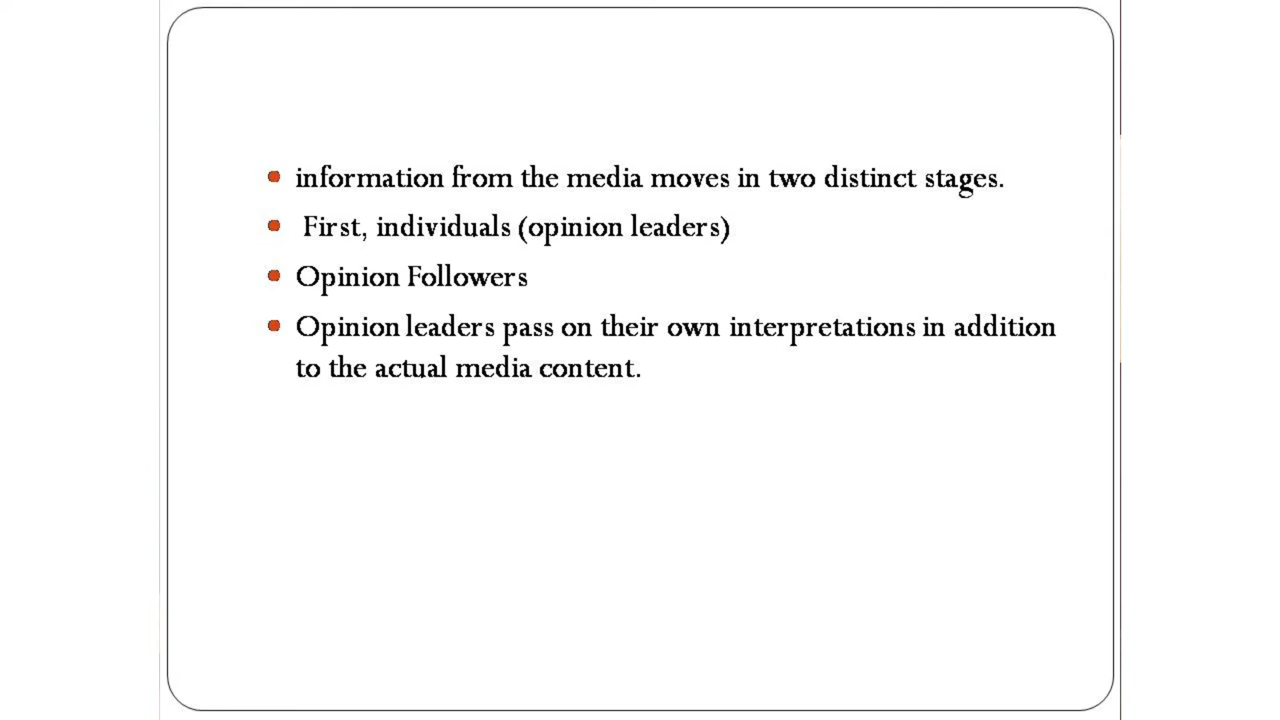 information from the media moves in two distinct stages.
First, individuals (opinion leaders)
Opinion Followers
Opinion leaders pass on their own interpretations in addition
to the actual media content.